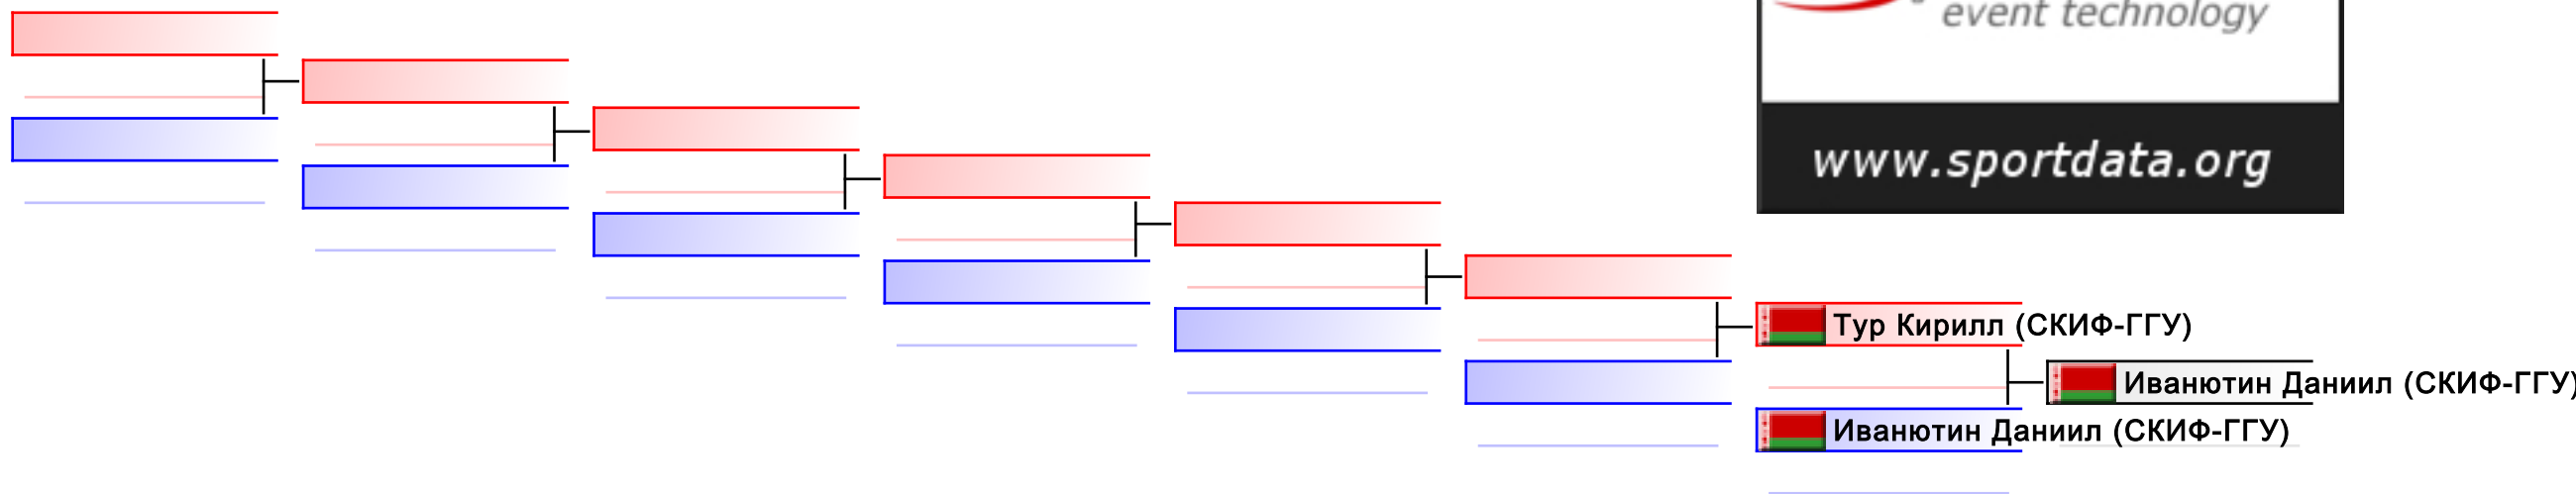 event technology
www.sportdata.org
Тур Кирилл (СКИФ-ГГУ)
Иванютин Даниил (СКИФ-ГГУ)
Иванютин Даниил (СКИФ-ГГУ)